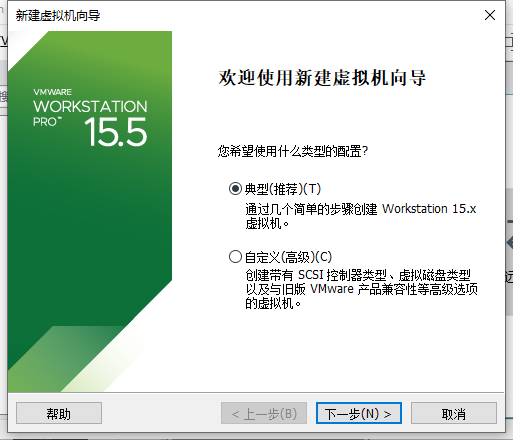 新建虚拟机向导
VMWARE
WORKSTATION
PRO™
15.5
欢迎使用新建虚拟机向导
您希望使用什么类型的配置?
典型(推荐)(T)
通过几个简单的步骤创建 Workstation 15.x
虚拟机。
自定义(高级)(C)
创建带有 SCSI 控制器类型、虚拟磁盘类型
以及与旧版 VMware 产品兼容性等高级选项
的虚拟机。
帮助
< 上一步(B)
下一步(N) >
取消